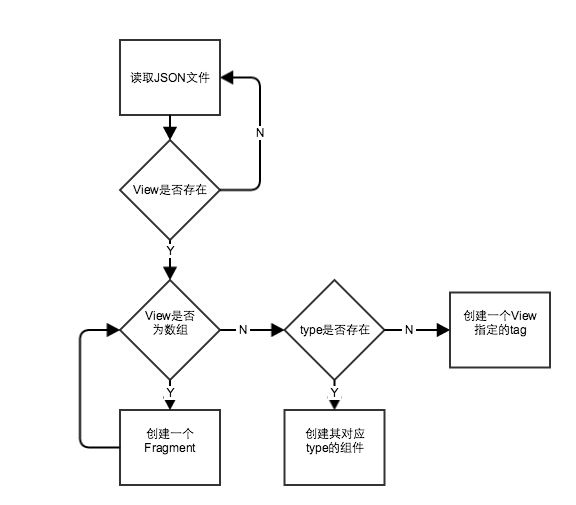 读取JSON文件
N
View是否存在
Y
View是否
为数组
N
type是否存在
N
创建一个View
指定的tag
Y
Y
创建一个
Fragment
创建其对应
type的组件